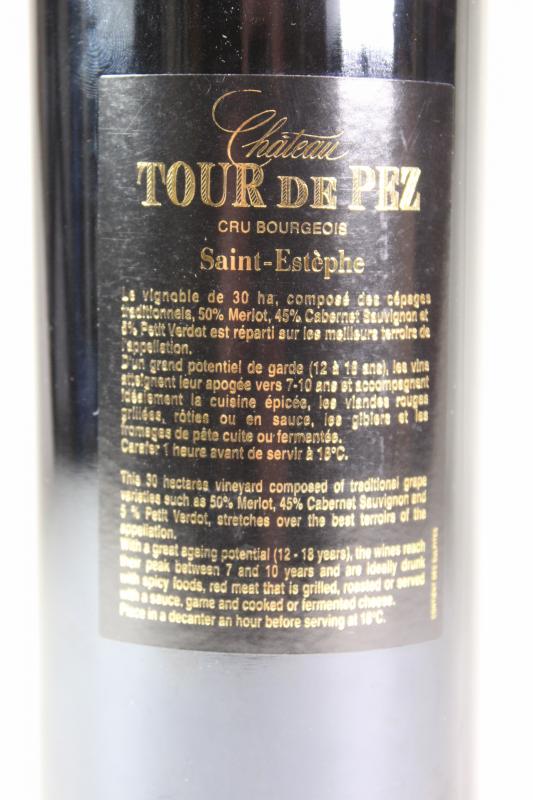 Château
TOUR DE PEZ
CRU BOURGEOIS
Saint-Estèphe
Le vignoble de 30 ha, composé des cépages
traditionnels, 50% Merlot, 45% Cabernet Sauvignon et
5% Petit Verdot est réparti sur les meilleurs terroirs de
l'appellation.
D'un grand potentiel de garde (12 à 18 ans), les vins
atteignent leur apogée vers 7-10 ans et accompagnent
idéalement la cuisine épicée, les viandes rouges
grillées, rôties ou en sauce, les gibiers et les
fromages de pâte cuite ou fermentée.
Carafer 1 heure avant de servir à 18°C.
This 30 hectares vineyard composed of traditional grape
varieties such as 50% Merlot, 45% Cabernet Sauvignon and
5 % Petit Verdot, stretches over the best terroirs of the
appellation.
With a great ageing potential (12 - 18 years), the wines reach
their peak between 7 and 10 years and are ideally drunk
with spicy foods, red meat that is grilled, roasted or served
with a sauce, game and cooked or fermented cheese.
Place in a decanter an hour before serving at 18°C.